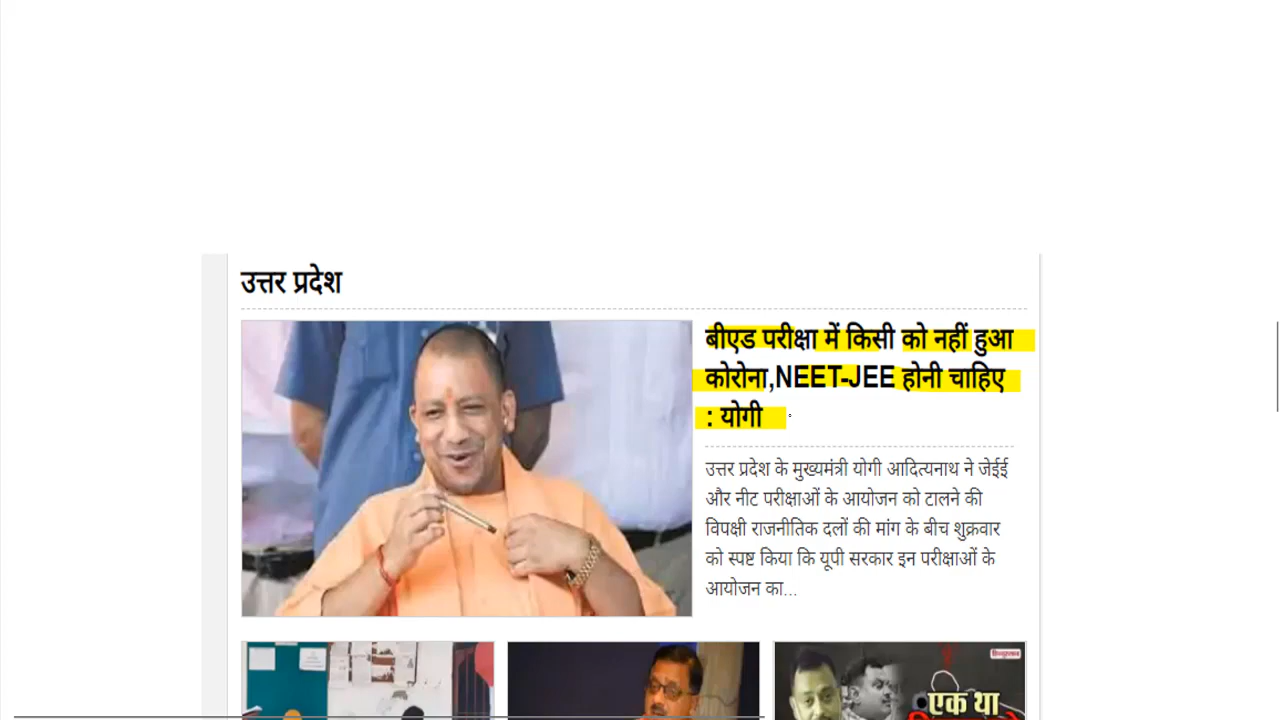 उत्तर प्रदेश
बीएड परीक्षा में किसी को नहीं हुआ
कोरोना,NEET-JEE होनी चाहिए
: योगी
उत्तर प्रदेश के मुख्यमंत्री योगी आदित्यनाथ ने जेईई
और नीट परीक्षाओं के आयोजन को टालने की
विपक्षी राजनीतिक दलों की मांग के बीच शुक्रवार
को स्पष्ट किया कि यूपी सरकार इन परीक्षाओं के
आयोजन का...
एक था